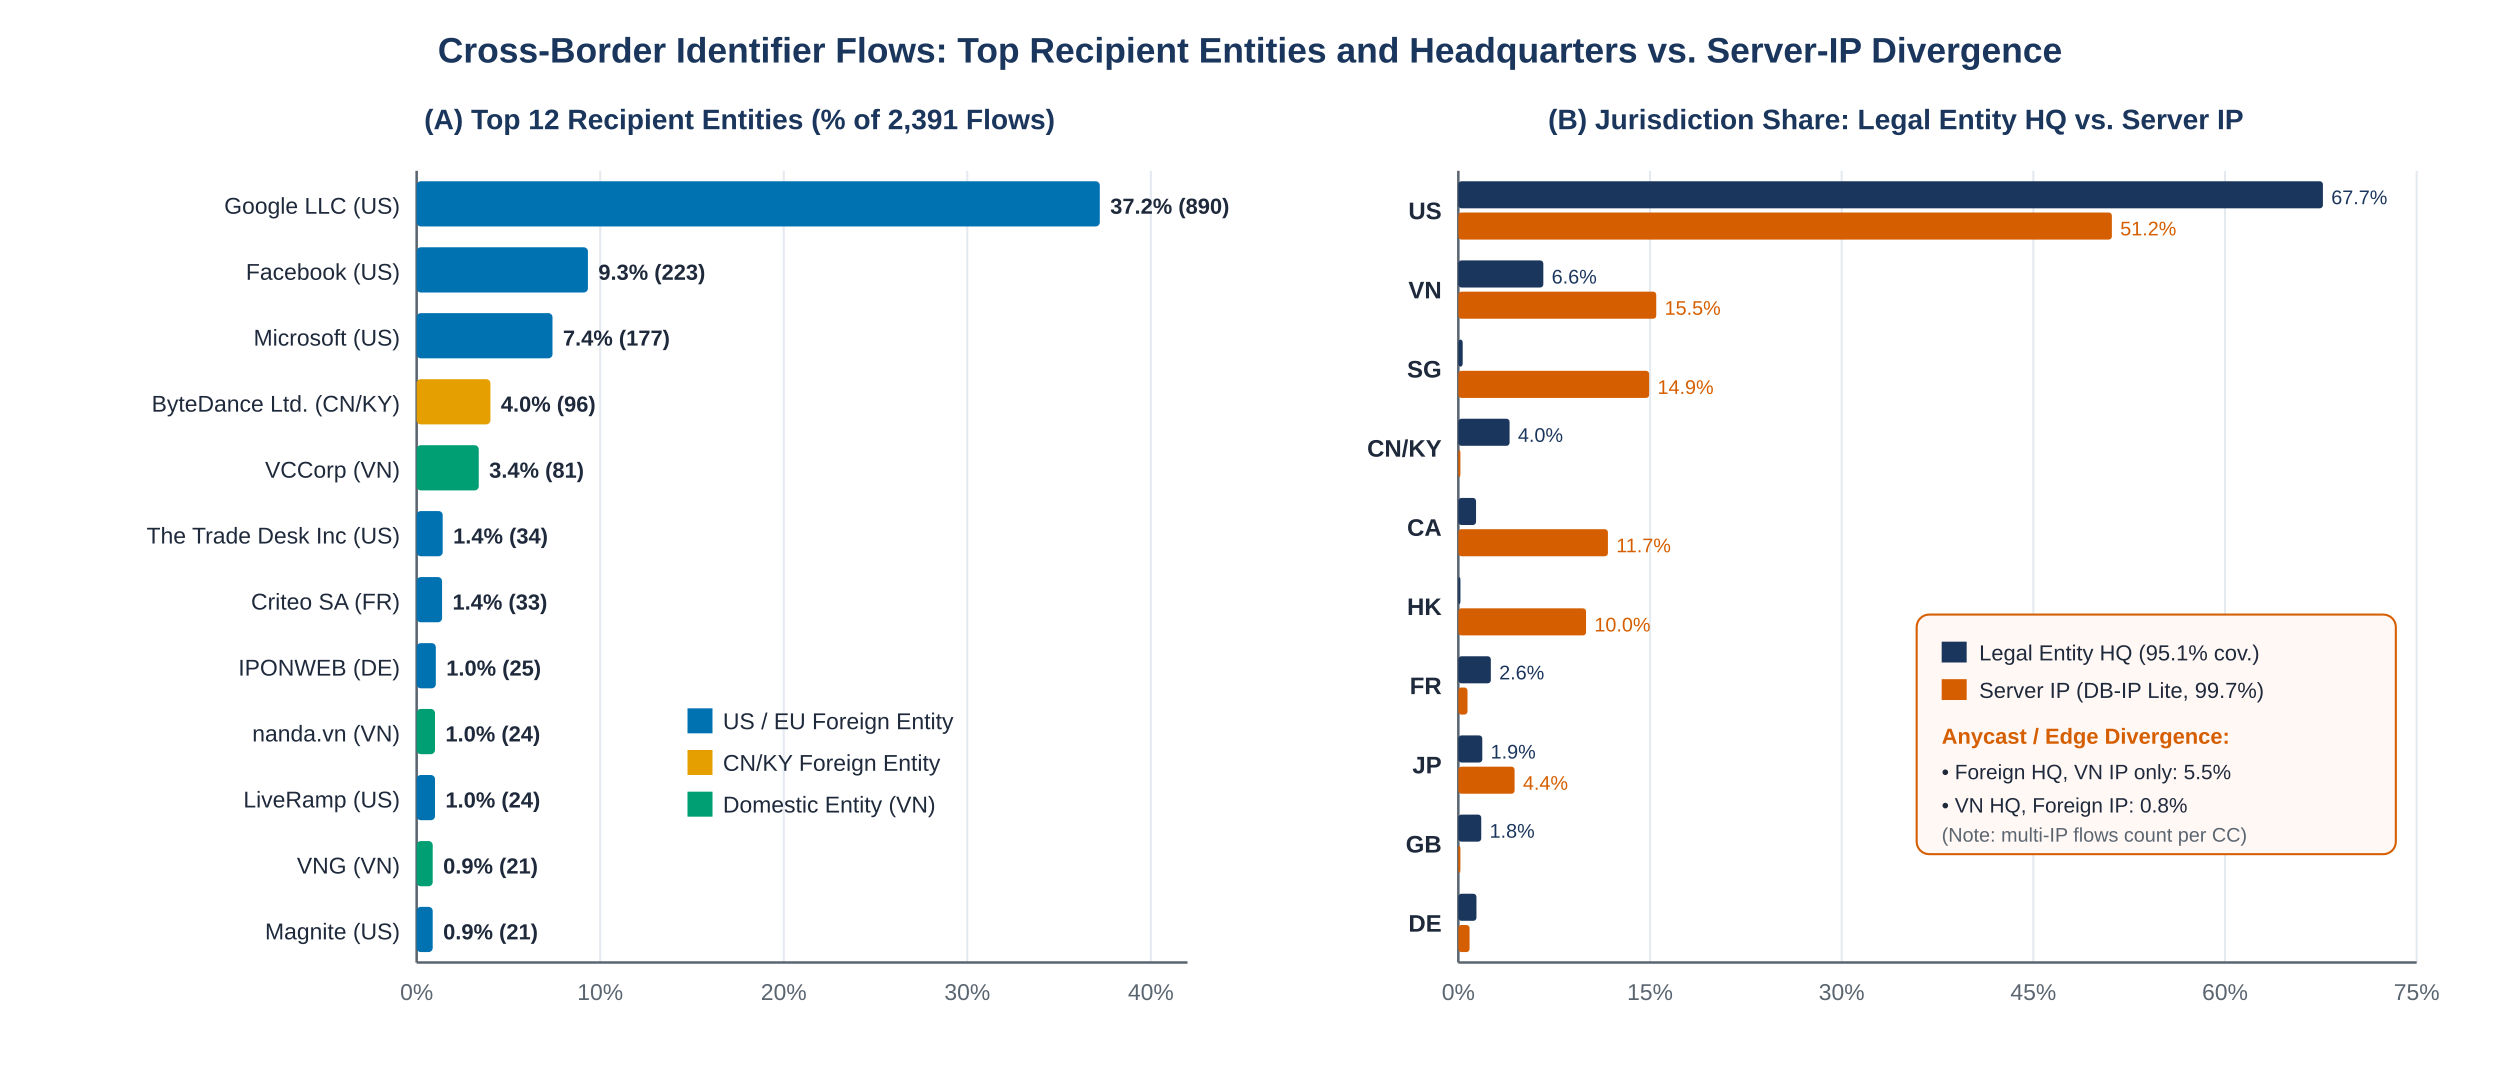 Cross-Border Identifier Flows: Top Recipient Entities and Headquarters vs. Server-IP Divergence
(A) Top 12 Recipient Entities (% of 2,391 Flows)
Google LLC (US) 37.2% (890)
Facebook (US) 9.3% (223)
Microsoft (US) 7.4% (177)
ByteDance Ltd. (CN/KY) 4.0% (96)
VCCorp (VN) 3.4% (81)
The Trade Desk Inc (US) 1.4% (34)
Criteo SA (FR) 1.4% (33)
IPONWEB (DE) 1.0% (25)
nanda.vn (VN) 1.0% (24)
LiveRamp (US) 1.0% (24)
VNG (VN) 0.9% (21)
Magnite (US) 0.9% (21)
0% 10% 20% 30% 40%
US / EU Foreign Entity
CN/KY Foreign Entity
Domestic Entity (VN)
(B) Jurisdiction Share: Legal Entity HQ vs. Server IP
US 67.7%
51.2%
VN 6.6%
15.5%
SG
14.9%
CN/KY 4.0%
CA
11.7%
HK
10.0%
FR 2.6%
JP 1.9%
4.4%
GB 1.8%
DE
0% 15% 30% 45% 60% 75%
Legal Entity HQ (95.1% cov.)
Server IP (DB-IP Lite, 99.7%)
Anycast / Edge Divergence:
• Foreign HQ, VN IP only: 5.5%
• VN HQ, Foreign IP: 0.8%
(Note: multi-IP flows count per CC)